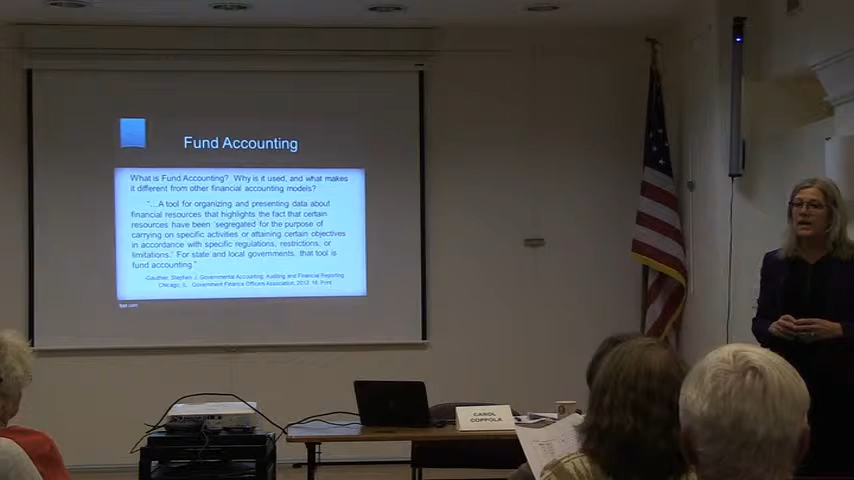 Fund Accounting
What is Fund Accounting? Why is it used, and what makes
it different from other financial accounting models?
"...A tool for organizing and presenting data about
financial resources that highlights the fact that certain
resources have been 'segregated for the purpose of
carrying on specific activities or attaining certain objectives
in accordance with specific regulations, restrictions, or
limitations.' For state and local governments, that tool is
fund accounting."
-Gauther, Stephen J. Governmental Accounting, Auditing and Financial Reporting
Chicago, IL. Government Finance Officers Association, 2012. 16. Print
CAROL
COPPOLA